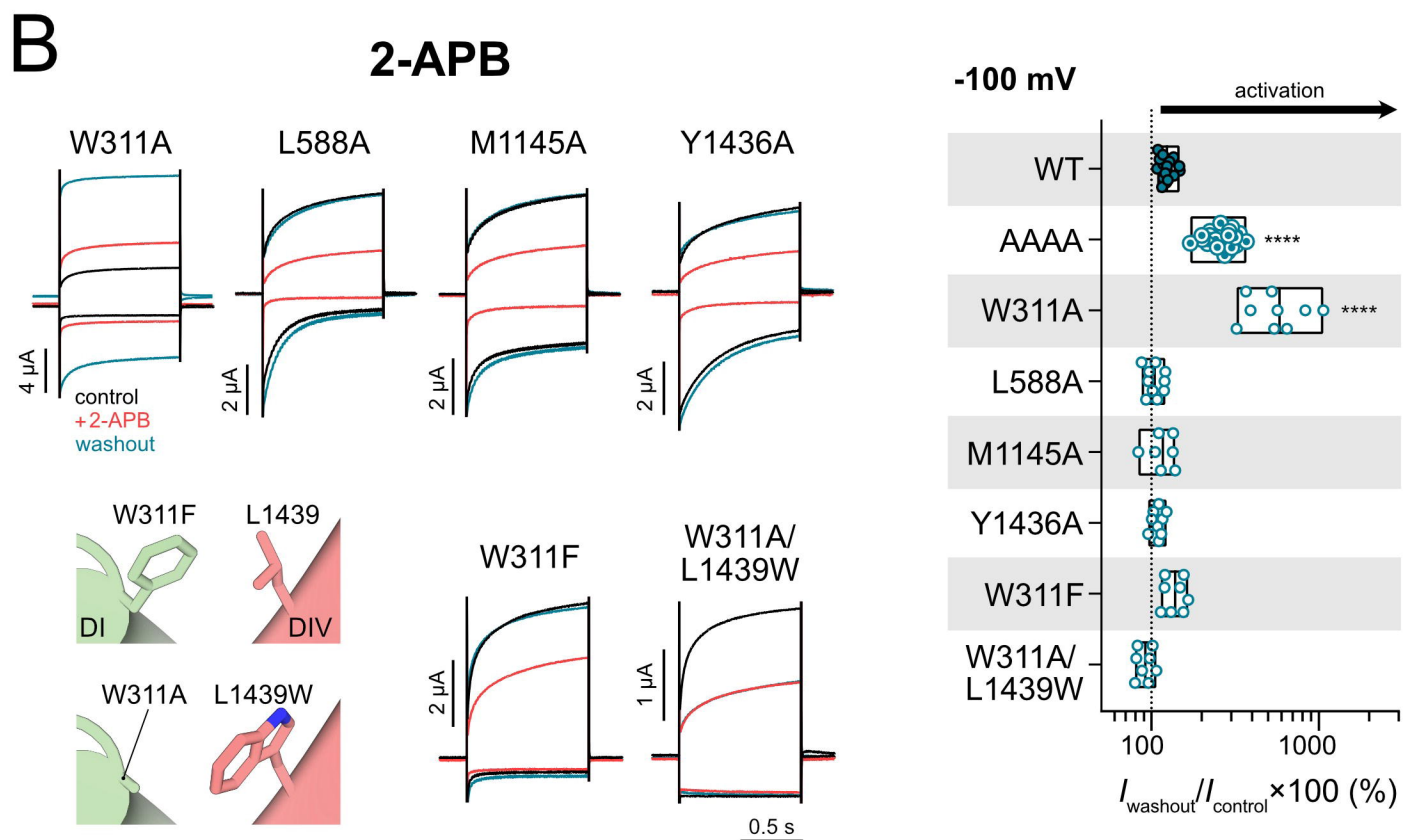 B
2-APB
W311A
L588A
M1145A
Y1436A
4 µA
2 µA
2 µA
2 µA
control
+2-APB
washout
W311F
L1439
DI
DIV
W311A
L1439W
W311F
W311A/
L1439W
2 µA
1 µA
0.5 s
-100 mV
activation
WT
AAAA
****
W311A
****
L588A
M1145A
Y1436A
W311F
W311A/
L1439W
100
1000
Iwashout/Icontrol×100 (%)